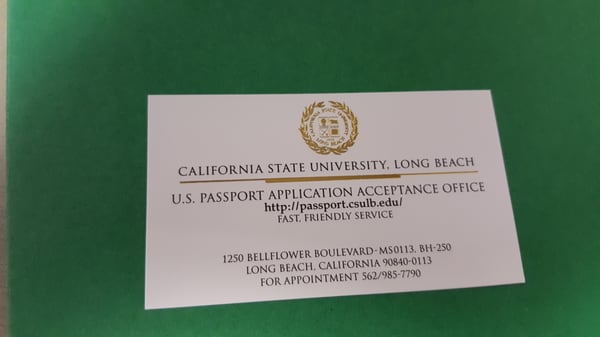 CALIFORNIA STATE UNIVERSITY, LONG BEACH
U.S. PASSPORT APPLICATION ACCEPTANCE OFFICE
http://passport.csulb.edu/
FAST, FRIENDLY SERVICE
1250 BELLFLOWER BOULEVARD-MS0113, BH-250
LONG BEACH, CALIFORNIA 90840-0113
FOR APPOINTMENT 562/985-7790